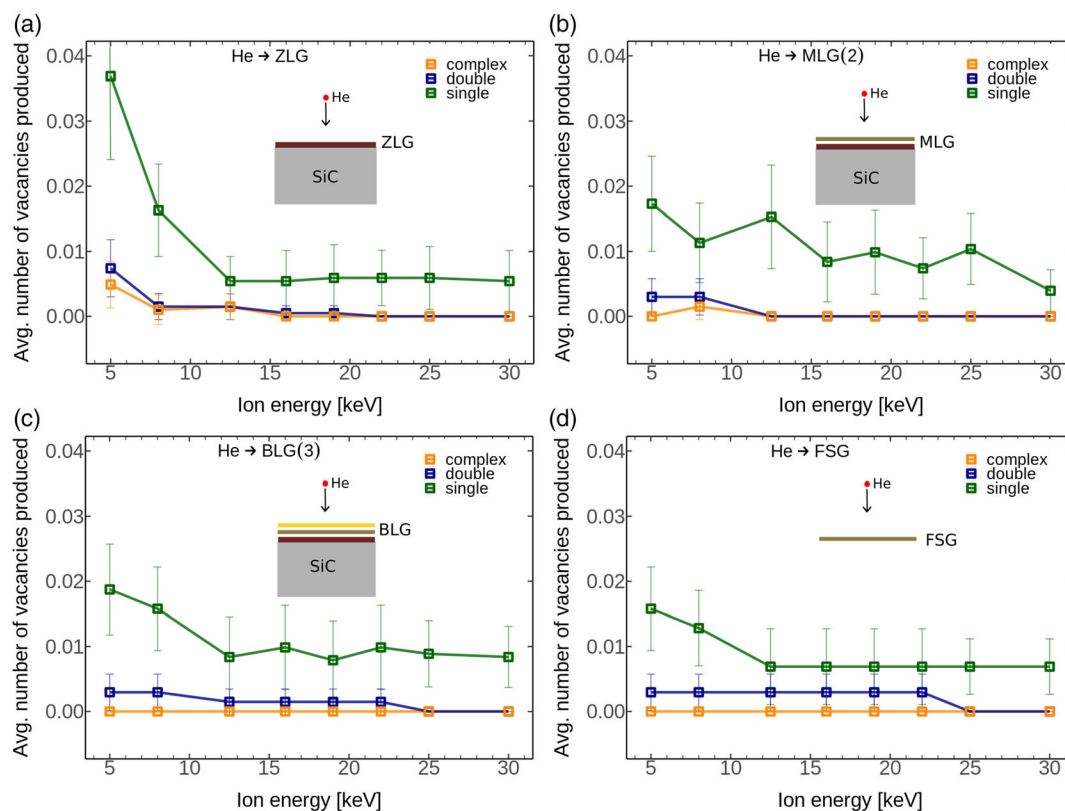 (a)
He → ZLG
Avg. number of vacancies produced
0.04
0.03
0.02
0.01
0.00
complex
double
single
He
ZLG
SiC
5 10 15 20 25 30
Ion energy [keV]
(b)
He → MLG(2)
Avg. number of vacancies produced
0.04
0.03
0.02
0.01
0.00
complex
double
single
He
MLG
SiC
5 10 15 20 25 30
Ion energy [keV]
(c)
He → BLG(3)
Avg. number of vacancies produced
0.04
0.03
0.02
0.01
0.00
complex
double
single
He
BLG
SiC
5 10 15 20 25 30
Ion energy [keV]
(d)
He → FSG
Avg. number of vacancies produced
0.04
0.03
0.02
0.01
0.00
complex
double
single
He
FSG
5 10 15 20 25 30
Ion energy [keV]